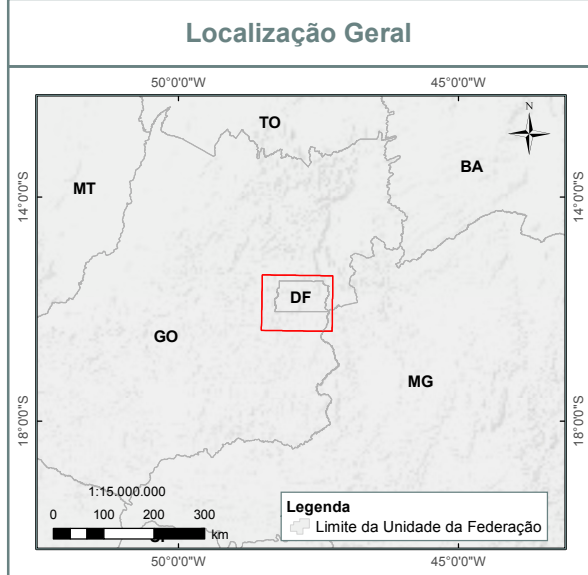 Localização Geral
50°0'0"W
45°0'0"W
N
TO
BA
MT
14°0'0"S
14°0'0"S
DF
GO
MG
18°0'0"S
18°0'0"S
1:15.000.000
0 100 200 300
km
Legenda
Limite da Unidade da Federação
50°0'0"W
45°0'0"W